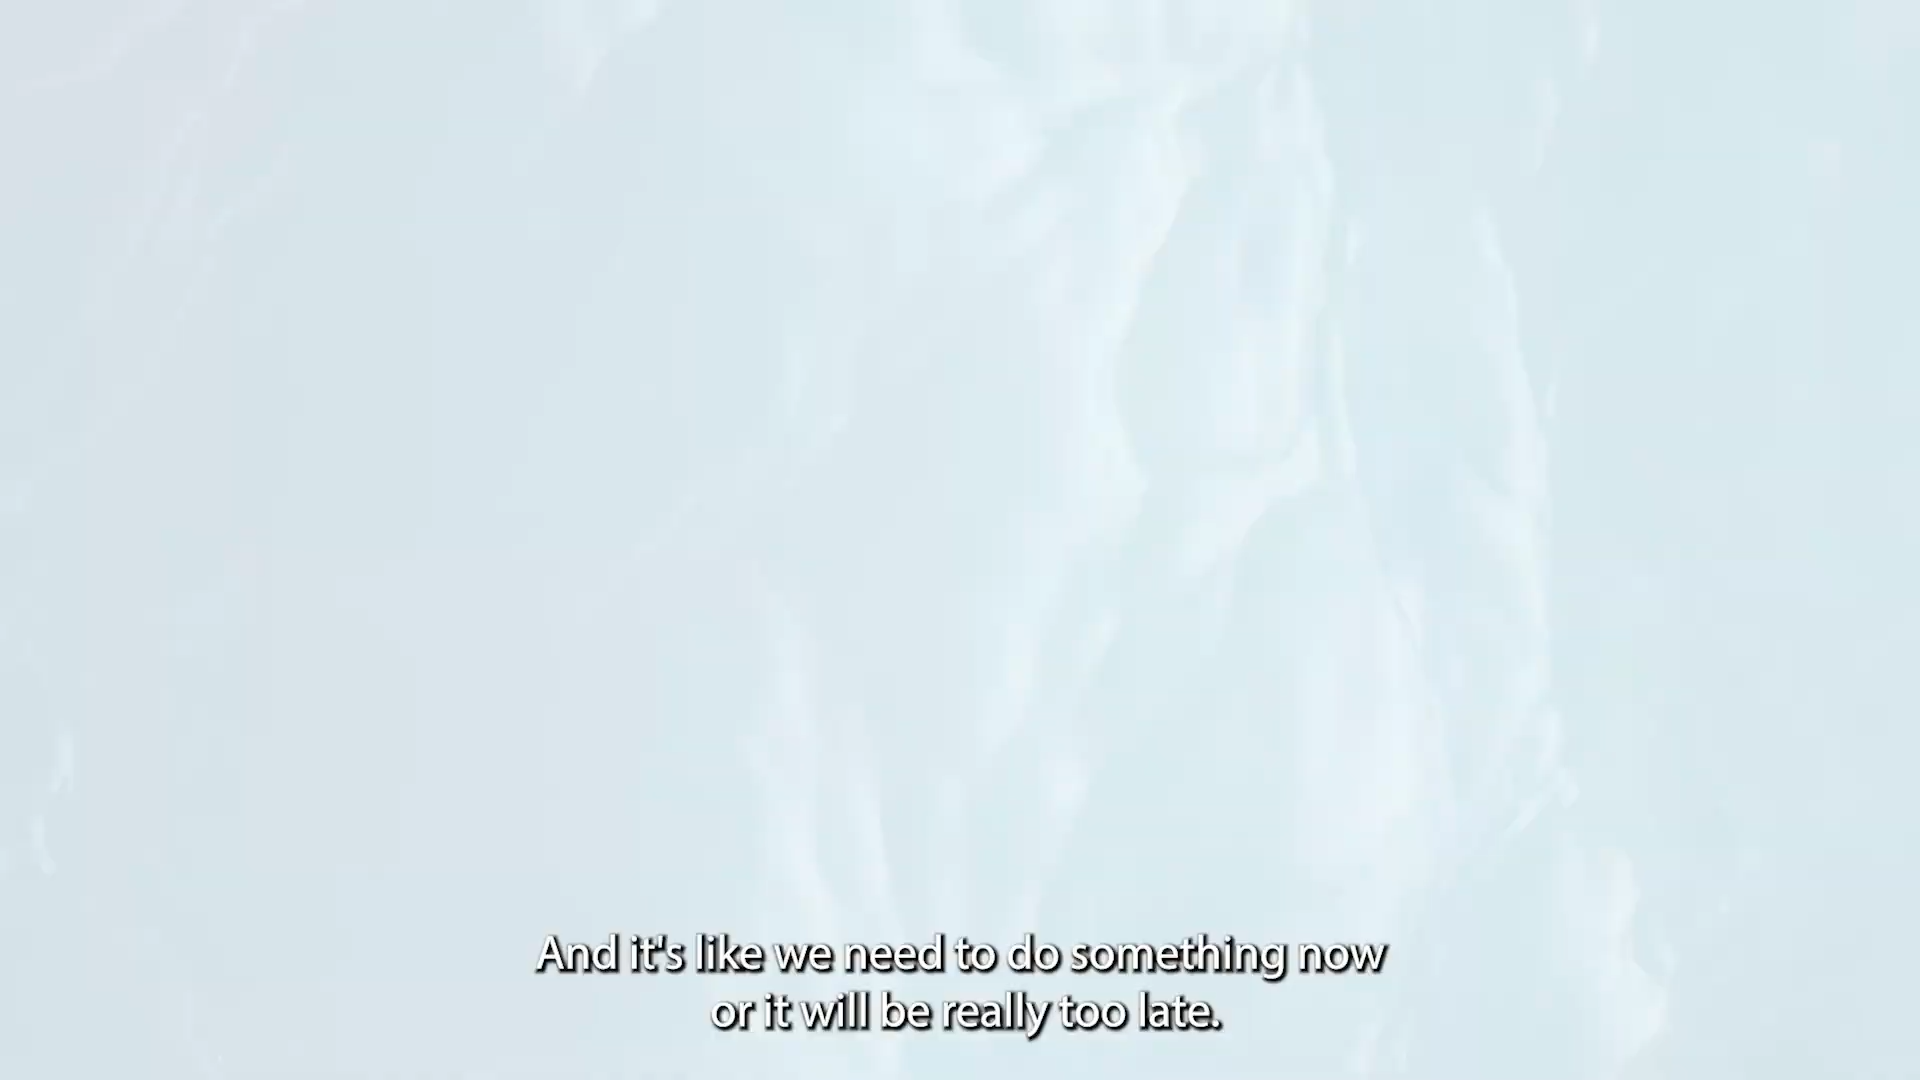 And it's like we need to do something now
or it will be really too late.